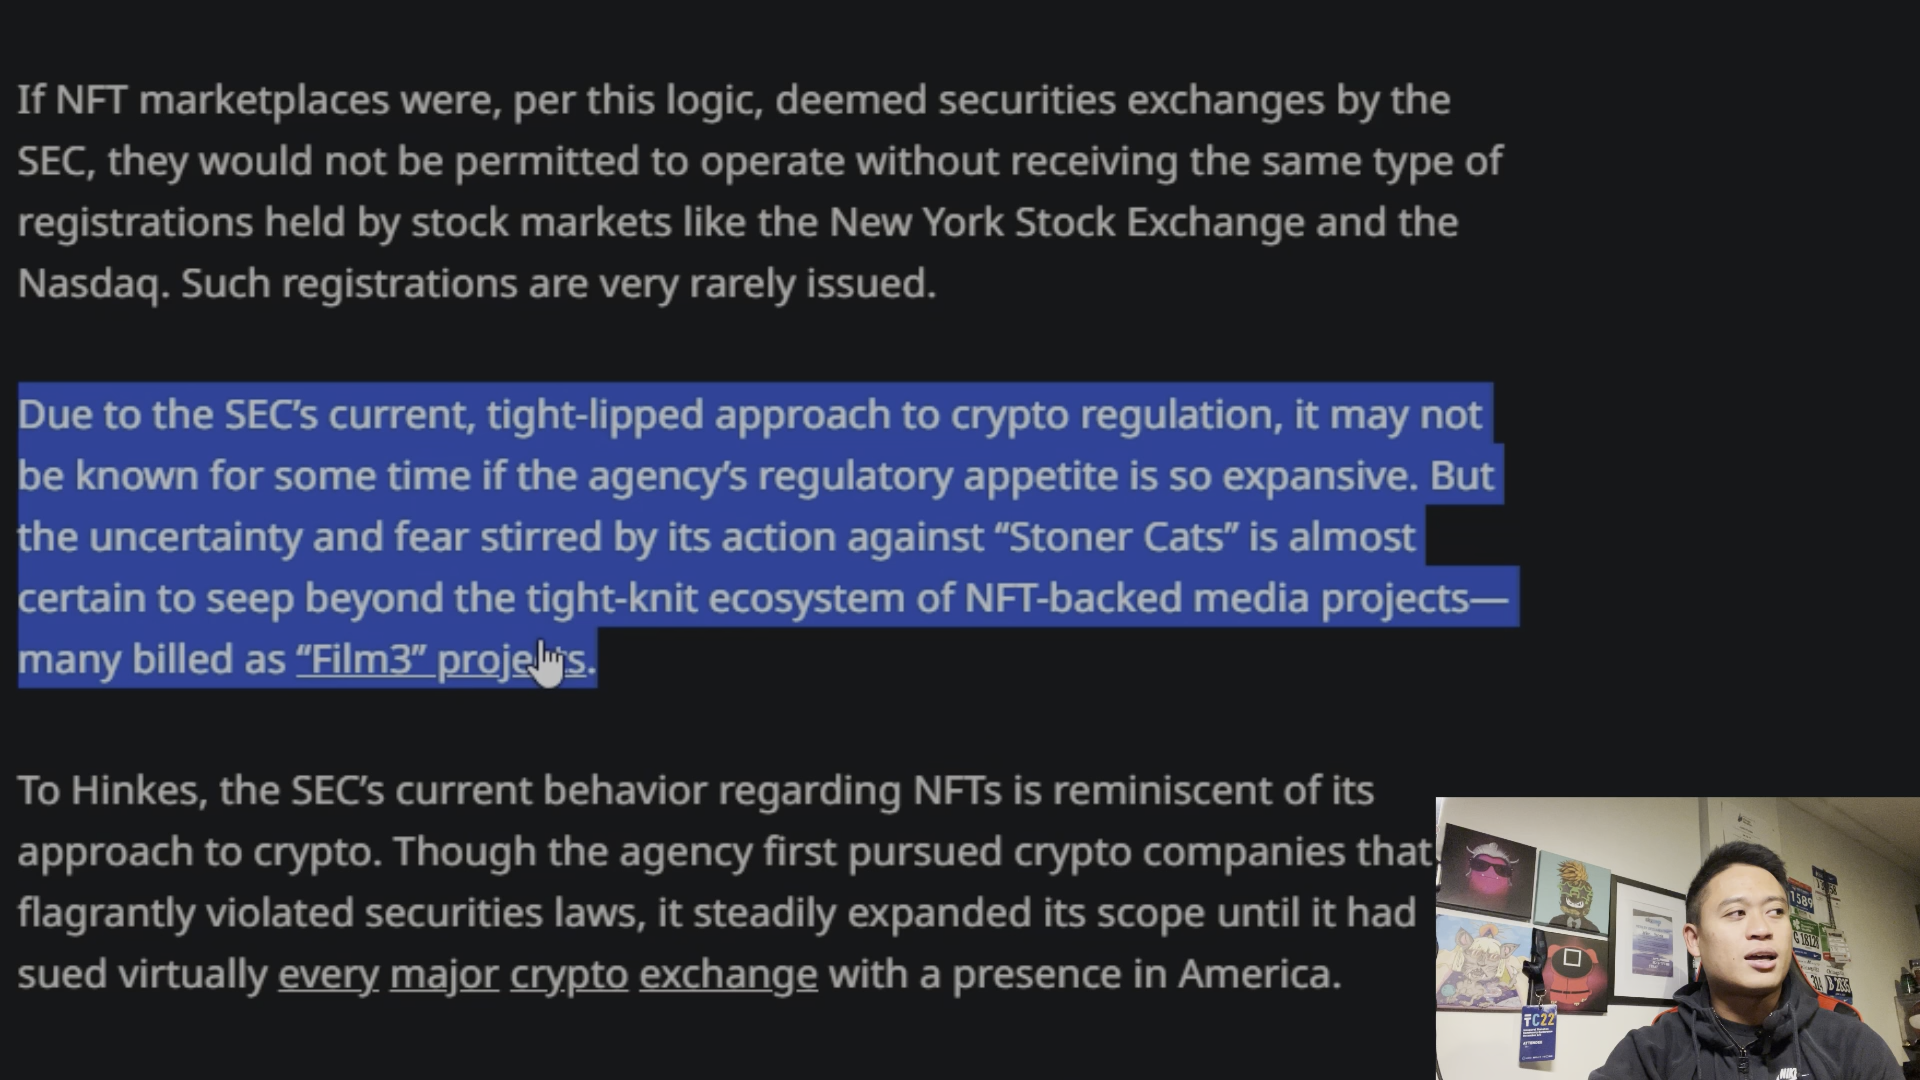 If NFT marketplaces were, per this logic, deemed securities exchanges by the
SEC, they would not be permitted to operate without receiving the same type of
registrations held by stock markets like the New York Stock Exchange and the
Nasdaq. Such registrations are very rarely issued.
Due to the SEC’s current, tight-lipped approach to crypto regulation, it may not
be known for some time if the agency’s regulatory appetite is so expansive. But
the uncertainty and fear stirred by its action against “Stoner Cats” is almost
certain to seep beyond the tight-knit ecosystem of NFT-backed media projects—
many billed as “Film3” projects.
To Hinkes, the SEC’s current behavior regarding NFTs is reminiscent of its
approach to crypto. Though the agency first pursued crypto companies that
flagrantly violated securities laws, it steadily expanded its scope until it had
sued virtually every major crypto exchange with a presence in America.
1589
TC22
NIKE